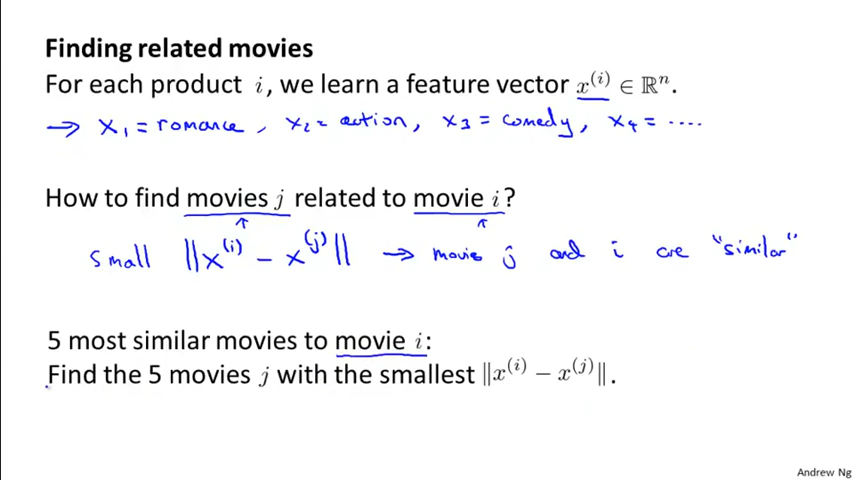 Finding related movies
For each product i, we learn a feature vector x⁽ⁱ⁾ ∈ ℝⁿ.
→ x₁ = romance, x₂ = action, x₃ = comedy, x₄ = ....
How to find movies j related to movie i?
small ‖x⁽ⁱ⁾ − x⁽ʲ⁾‖ → movie j and i are "similar"
5 most similar movies to movie i:
Find the 5 movies j with the smallest ‖x⁽ⁱ⁾ − x⁽ʲ⁾‖.
Andrew Ng